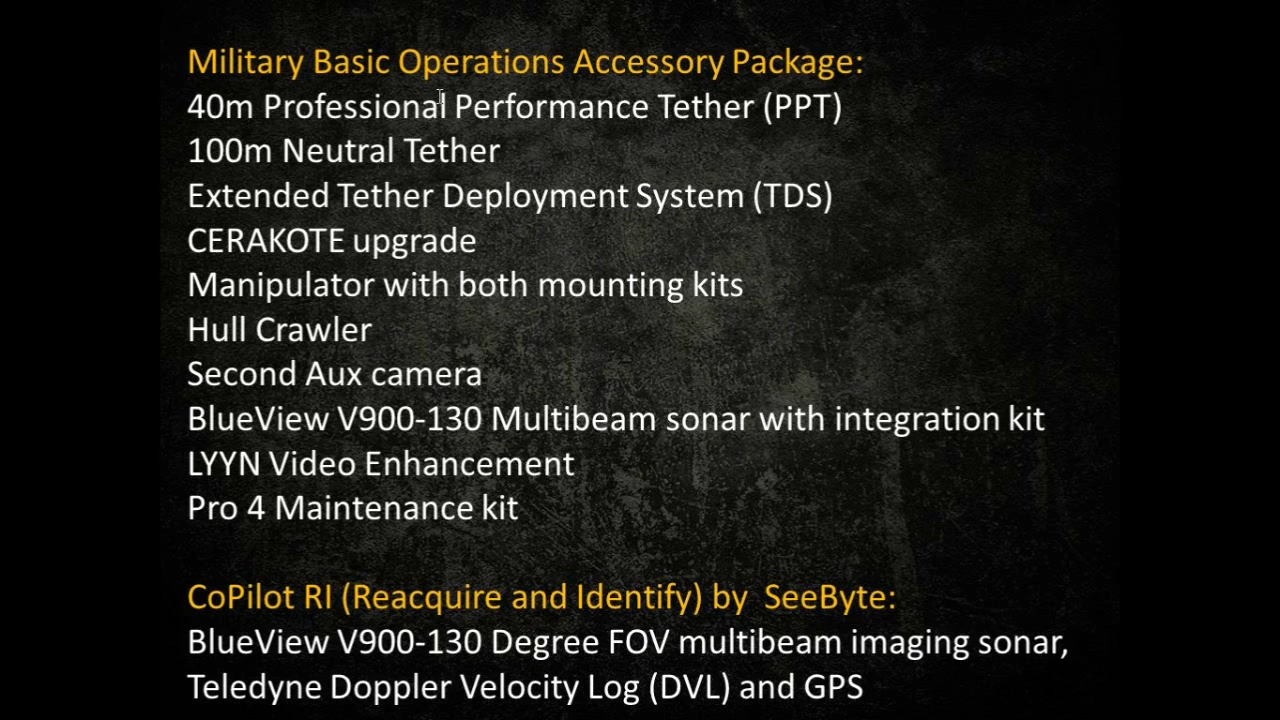 Military Basic Operations Accessory Package:
40m Professional Performance Tether (PPT)
100m Neutral Tether
Extended Tether Deployment System (TDS)
CERAKOTE upgrade
Manipulator with both mounting kits
Hull Crawler
Second Aux camera
BlueView V900-130 Multibeam sonar with integration kit
LYYN Video Enhancement
Pro 4 Maintenance kit
CoPilot RI (Reacquire and Identify) by  SeeByte:
BlueView V900-130 Degree FOV multibeam imaging sonar,
Teledyne Doppler Velocity Log (DVL) and GPS